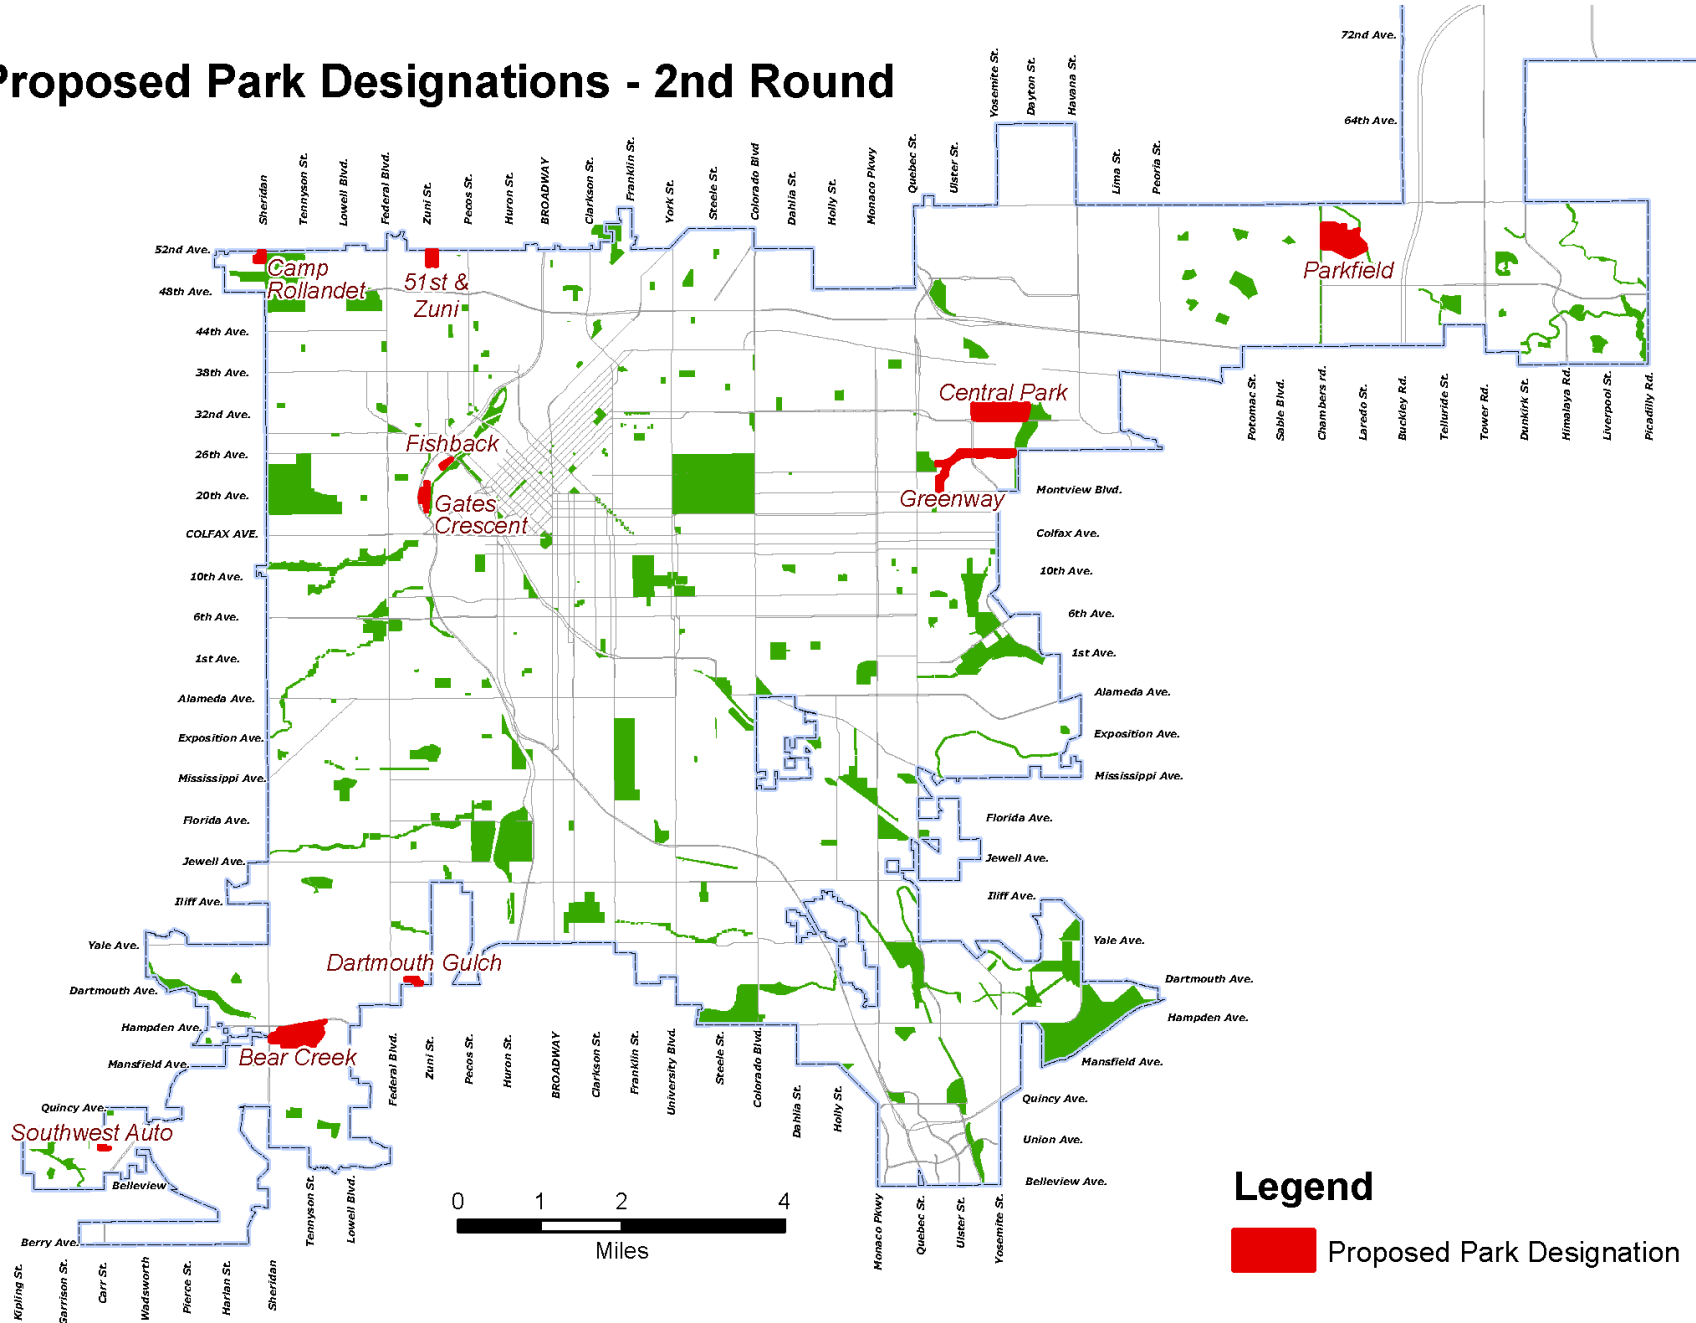 Proposed Park Designations - 2nd Round
72nd Ave.
64th Ave.
Yosemite St.
Dayton St.
Havana St.
Sheridan
Tennyson St.
Lowell Blvd.
Federal Blvd.
Zuni St.
Pecos St.
Huron St.
BROADWAY
Clarkson St.
Franklin St.
York St.
Steele St.
Colorado Blvd
Dahlia St.
Holly St.
Monaco Pkwy
Quebec St.
Ulster St.
Lima St.
Peoria St.
52nd Ave.
48th Ave.
44th Ave.
38th Ave.
32nd Ave.
26th Ave.
20th Ave.
COLFAX AVE.
10th Ave.
6th Ave.
1st Ave.
Alameda Ave.
Exposition Ave.
Mississippi Ave.
Florida Ave.
Jewell Ave.
Iliff Ave.
Yale Ave.
Dartmouth Ave.
Hampden Ave.
Mansfield Ave.
Quincy Ave.
Belleview
Berry Ave.
Camp
Rollandet
51st &
Zuni
Parkfield
Central Park
Fishback
Gates
Crescent
Greenway
Dartmouth Gulch
Bear Creek
Southwest Auto
Potomac St.
Sable Blvd.
Chambers rd.
Laredo St.
Buckley Rd.
Telluride St.
Tower Rd.
Dunkirk St.
Himalaya Rd.
Liverpool St.
Picadilly Rd.
Montview Blvd.
Colfax Ave.
10th Ave.
6th Ave.
1st Ave.
Alameda Ave.
Exposition Ave.
Mississippi Ave.
Florida Ave.
Jewell Ave.
Iliff Ave.
Yale Ave.
Dartmouth Ave.
Hampden Ave.
Mansfield Ave.
Quincy Ave.
Union Ave.
Belleview Ave.
Federal Blvd.
Zuni St.
Pecos St.
Huron St.
BROADWAY
Clarkson St.
Franklin St.
University Blvd.
Steele St.
Colorado Blvd.
Dahlia St.
Holly St.
Monaco Pkwy
Quebec St.
Ulster St.
Yosemite St.
Kipling St.
Garrison St.
Carr St.
Wadsworth
Pierce St.
Harlan St.
Sheridan
Tennyson St.
Lowell Blvd.
0 1 2 4
Miles
Legend
Proposed Park Designation